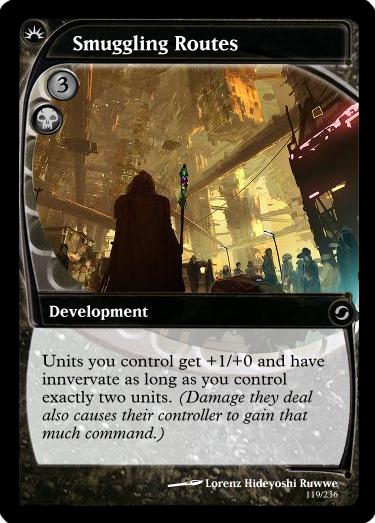 Smuggling Routes
3
Development
Units you control get +1/+0 and have
innvervate as long as you control
exactly two units. (Damage they deal
also causes their controller to gain that
much command.)
Lorenz Hideyoshi Ruwwe
119/236